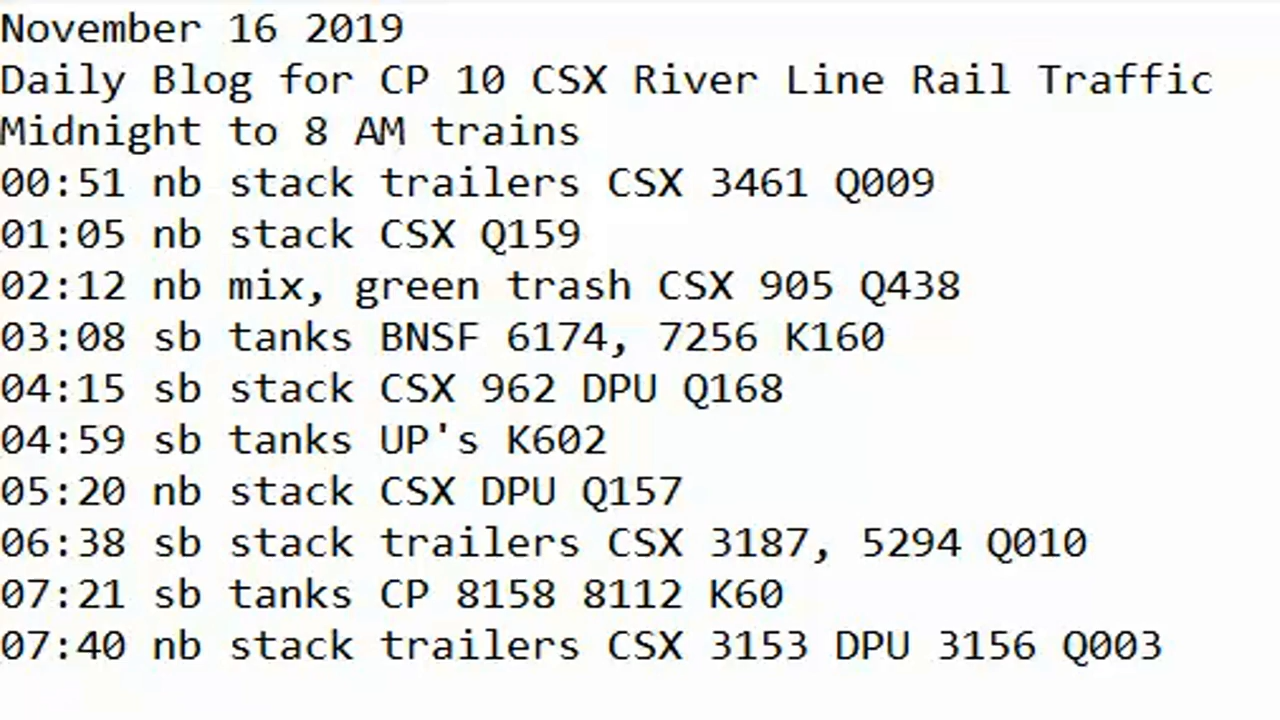 November 16 2019
Daily Blog for CP 10 CSX River Line Rail Traffic
Midnight to 8 AM trains
00:51 nb stack trailers CSX 3461 Q009
01:05 nb stack CSX Q159
02:12 nb mix, green trash CSX 905 Q438
03:08 sb tanks BNSF 6174, 7256 K160
04:15 sb stack CSX 962 DPU Q168
04:59 sb tanks UP's K602
05:20 nb stack CSX DPU Q157
06:38 sb stack trailers CSX 3187, 5294 Q010
07:21 sb tanks CP 8158 8112 K60
07:40 nb stack trailers CSX 3153 DPU 3156 Q003